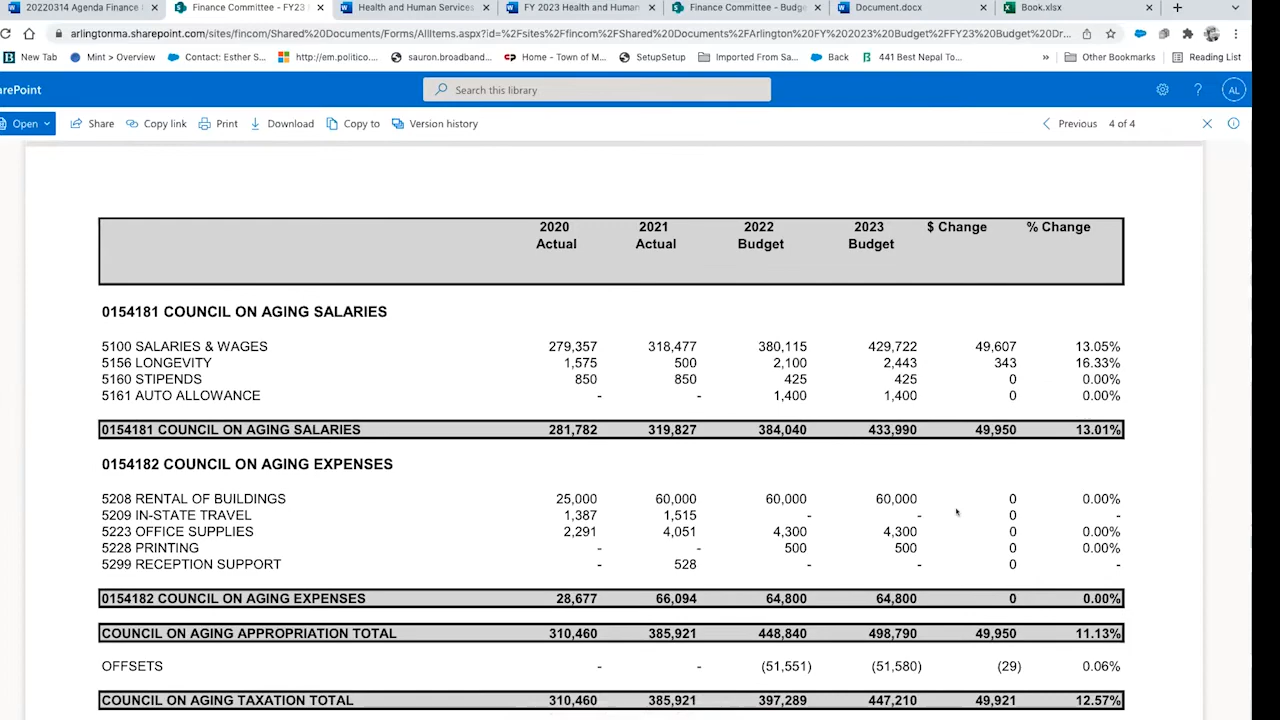 20220314 Agenda Finance
Finance Committee - FY23
Health and Human Services
FY 2023 Health and Human
Finance Committee - Budge
Document.docx
Book.xlsx
arlingtonma.sharepoint.com/sites/fincom/Shared%20Documents/Forms/AllItems.aspx?id=%2Fsites%2Ffincom%2FShared%20Documents%2FArlington%20FY%202023%20Budget%2FFY23%20Budget%20Dr...
New Tab Mint > Overview Contact: Esther S... http://em.politico.... sauron.broadband... Home - Town of M... SetupSetup Imported From Sa... Back 441 Best Nepal To... » Other Bookmarks Reading List
arePoint Search this library ? AL
Open Share Copy link Print Download Copy to Version history Previous 4 of 4
2020 2021 2022 2023 $ Change % Change
Actual Actual Budget Budget
0154181 COUNCIL ON AGING SALARIES
5100 SALARIES & WAGES 279,357 318,477 380,115 429,722 49,607 13.05%
5156 LONGEVITY 1,575 500 2,100 2,443 343 16.33%
5160 STIPENDS 850 850 425 425 0 0.00%
5161 AUTO ALLOWANCE - - 1,400 1,400 0 0.00%
0154181 COUNCIL ON AGING SALARIES 281,782 319,827 384,040 433,990 49,950 13.01%
0154182 COUNCIL ON AGING EXPENSES
5208 RENTAL OF BUILDINGS 25,000 60,000 60,000 60,000 0 0.00%
5209 IN-STATE TRAVEL 1,387 1,515 - - 0 -
5223 OFFICE SUPPLIES 2,291 4,051 4,300 4,300 0 0.00%
5228 PRINTING - - 500 500 0 0.00%
5299 RECEPTION SUPPORT - 528 - - 0 -
0154182 COUNCIL ON AGING EXPENSES 28,677 66,094 64,800 64,800 0 0.00%
COUNCIL ON AGING APPROPRIATION TOTAL 310,460 385,921 448,840 498,790 49,950 11.13%
OFFSETS - - (51,551) (51,580) (29) 0.06%
COUNCIL ON AGING TAXATION TOTAL 310,460 385,921 397,289 447,210 49,921 12.57%